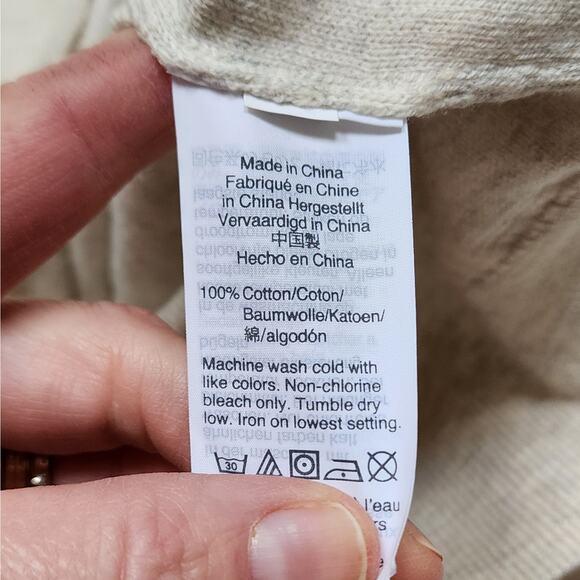 Made in China
Fabriqué en Chine
in China Hergestellt
Vervaardigd in China
中国製
Hecho en China
100% Cotton/Coton/
Baumwolle/Katoen/
綿/algodón
Machine wash cold with
like colors. Non-chlorine
bleach only. Tumble dry
low. Iron on lowest setting.
30
l'eau